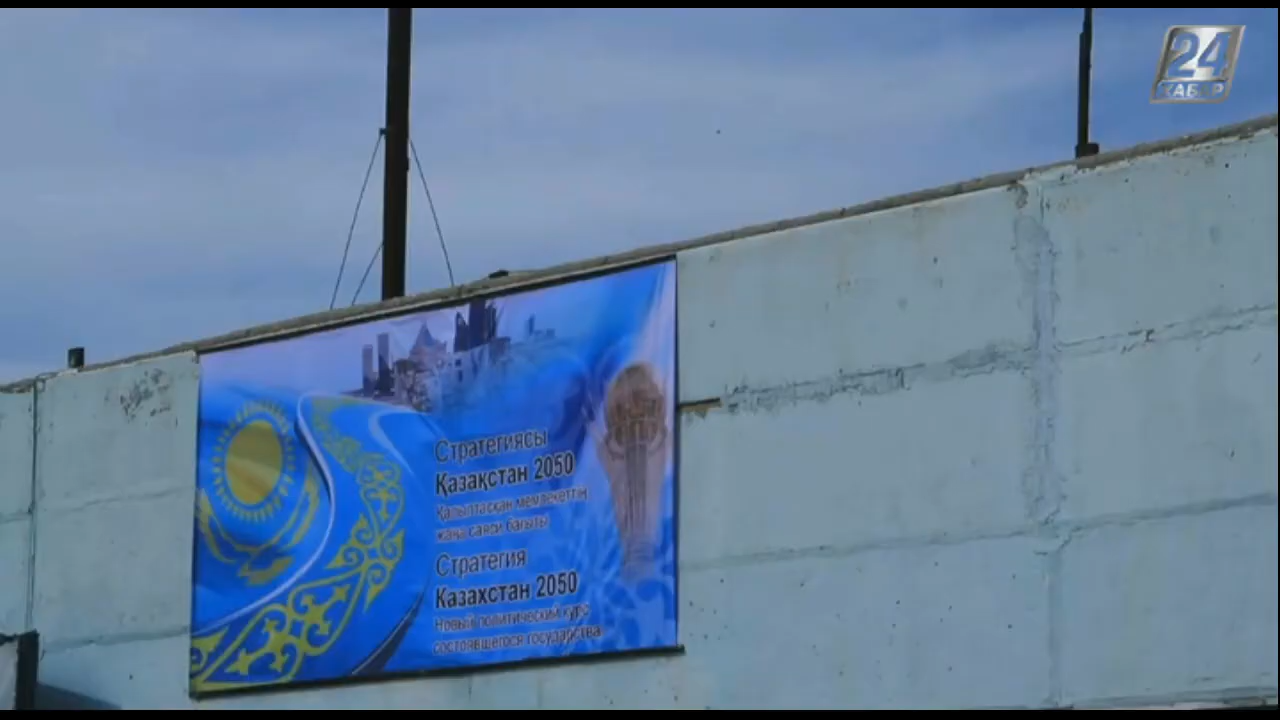 24
ХАБАР
Стратегиясы
Қазақстан 2050
Қалыптасқан мемлекеттің
жаңа саяси бағыты
Стратегия
Казахстан 2050
Новый политический курс
состоявшегося государства